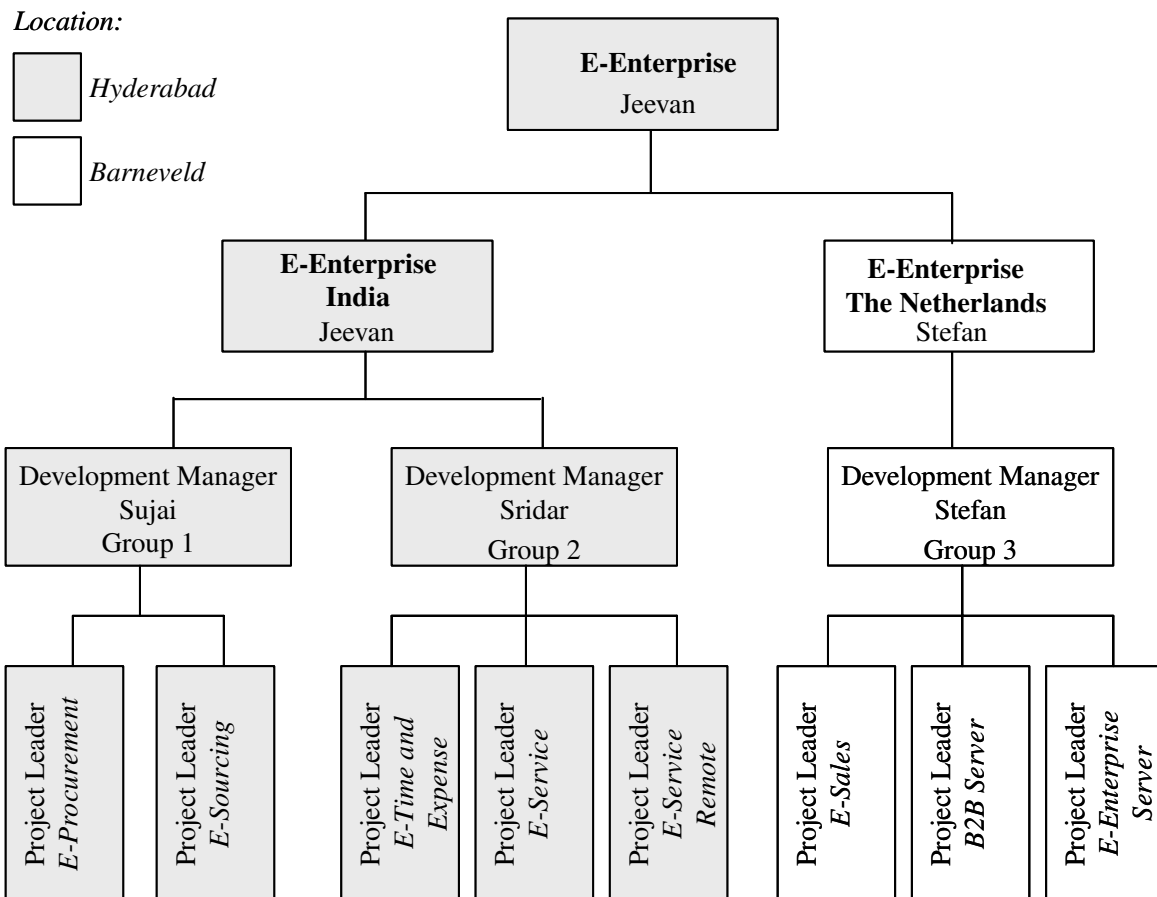 Location:
Hyderabad
Barneveld
E-Enterprise
Jeevan
E-Enterprise
India
Jeevan
E-Enterprise
The Netherlands
Stefan
Development Manager
Sujai
Group 1
Development Manager
Sridar
Group 2
Development Manager
Stefan
Group 3
Project Leader
E-Procurement
Project Leader
E-Sourcing
Project Leader
E-Time and
Expense
Project Leader
E-Service
Project Leader
E-Service
Remote
Project Leader
E-Sales
Project Leader
B2B Server
Project Leader
E-Enterprise
Server